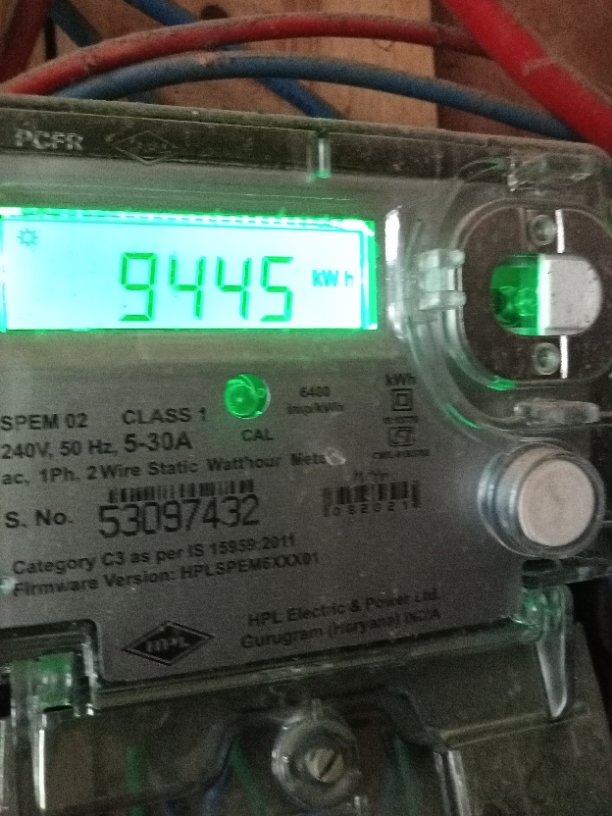 PCFR
9445 kWh
6400
imp/kWh
kWh
SPEM 02 CLASS 1
240V, 50 Hz, 5-30A
CAL
ac, 1Ph. 2 Wire Static Watthour Meter
S. No. 53097432
082021
Category C3 as per IS 15959:2011
Firmware Version: HPLSPEM6XXX01
HPL
HPL Electric & Power Ltd.
Gurugram (Haryana) INDIA